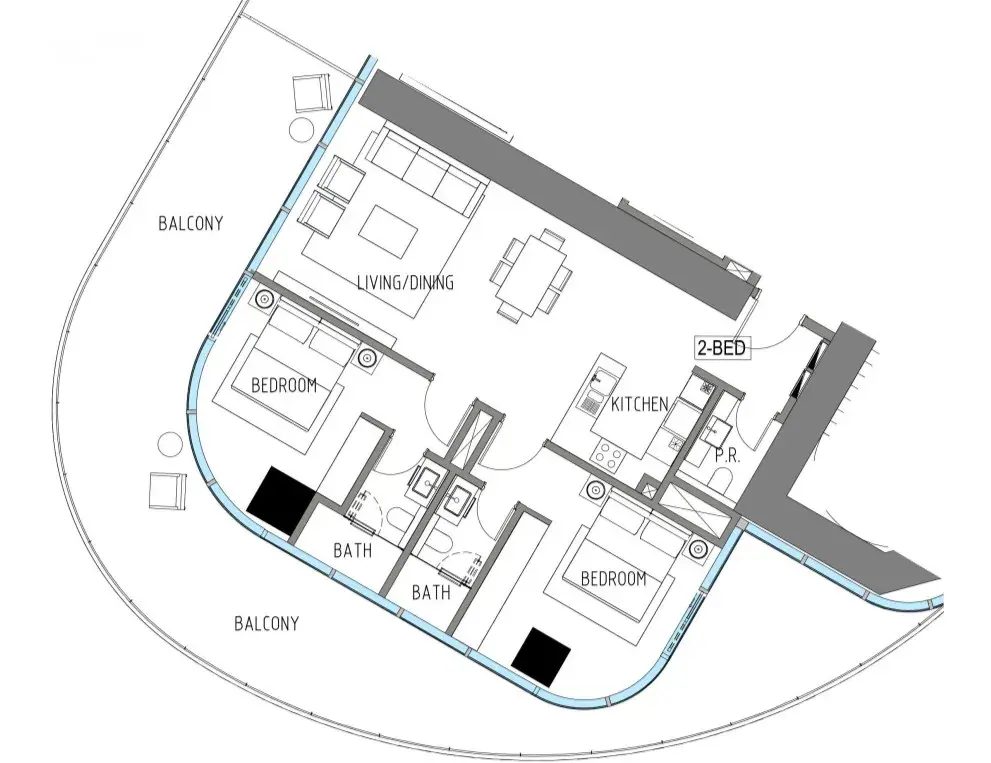 BALCONY
LIVING/DINING
2-BED
BEDROOM
KITCHEN
P.R.
BATH
BATH
BEDROOM
BALCONY